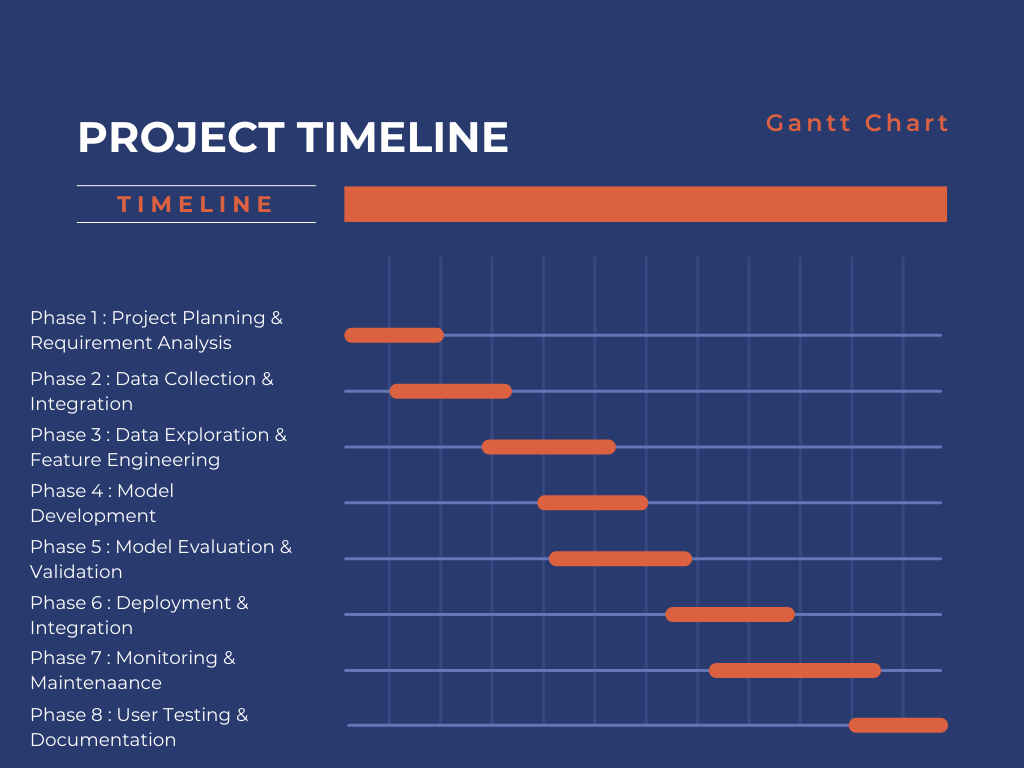 PROJECT TIMELINE
Gantt Chart
TIMELINE
Phase 1 : Project Planning &
Requirement Analysis
Phase 2 : Data Collection &
Integration
Phase 3 : Data Exploration &
Feature Engineering
Phase 4 : Model
Development
Phase 5 : Model Evaluation &
Validation
Phase 6 : Deployment &
Integration
Phase 7 : Monitoring &
Maintenaance
Phase 8 : User Testing &
Documentation